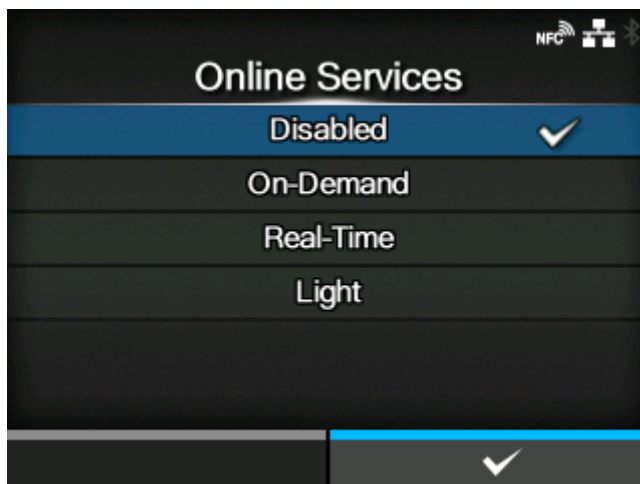 NFC
Online Services
Disabled
On-Demand
Real-Time
Light